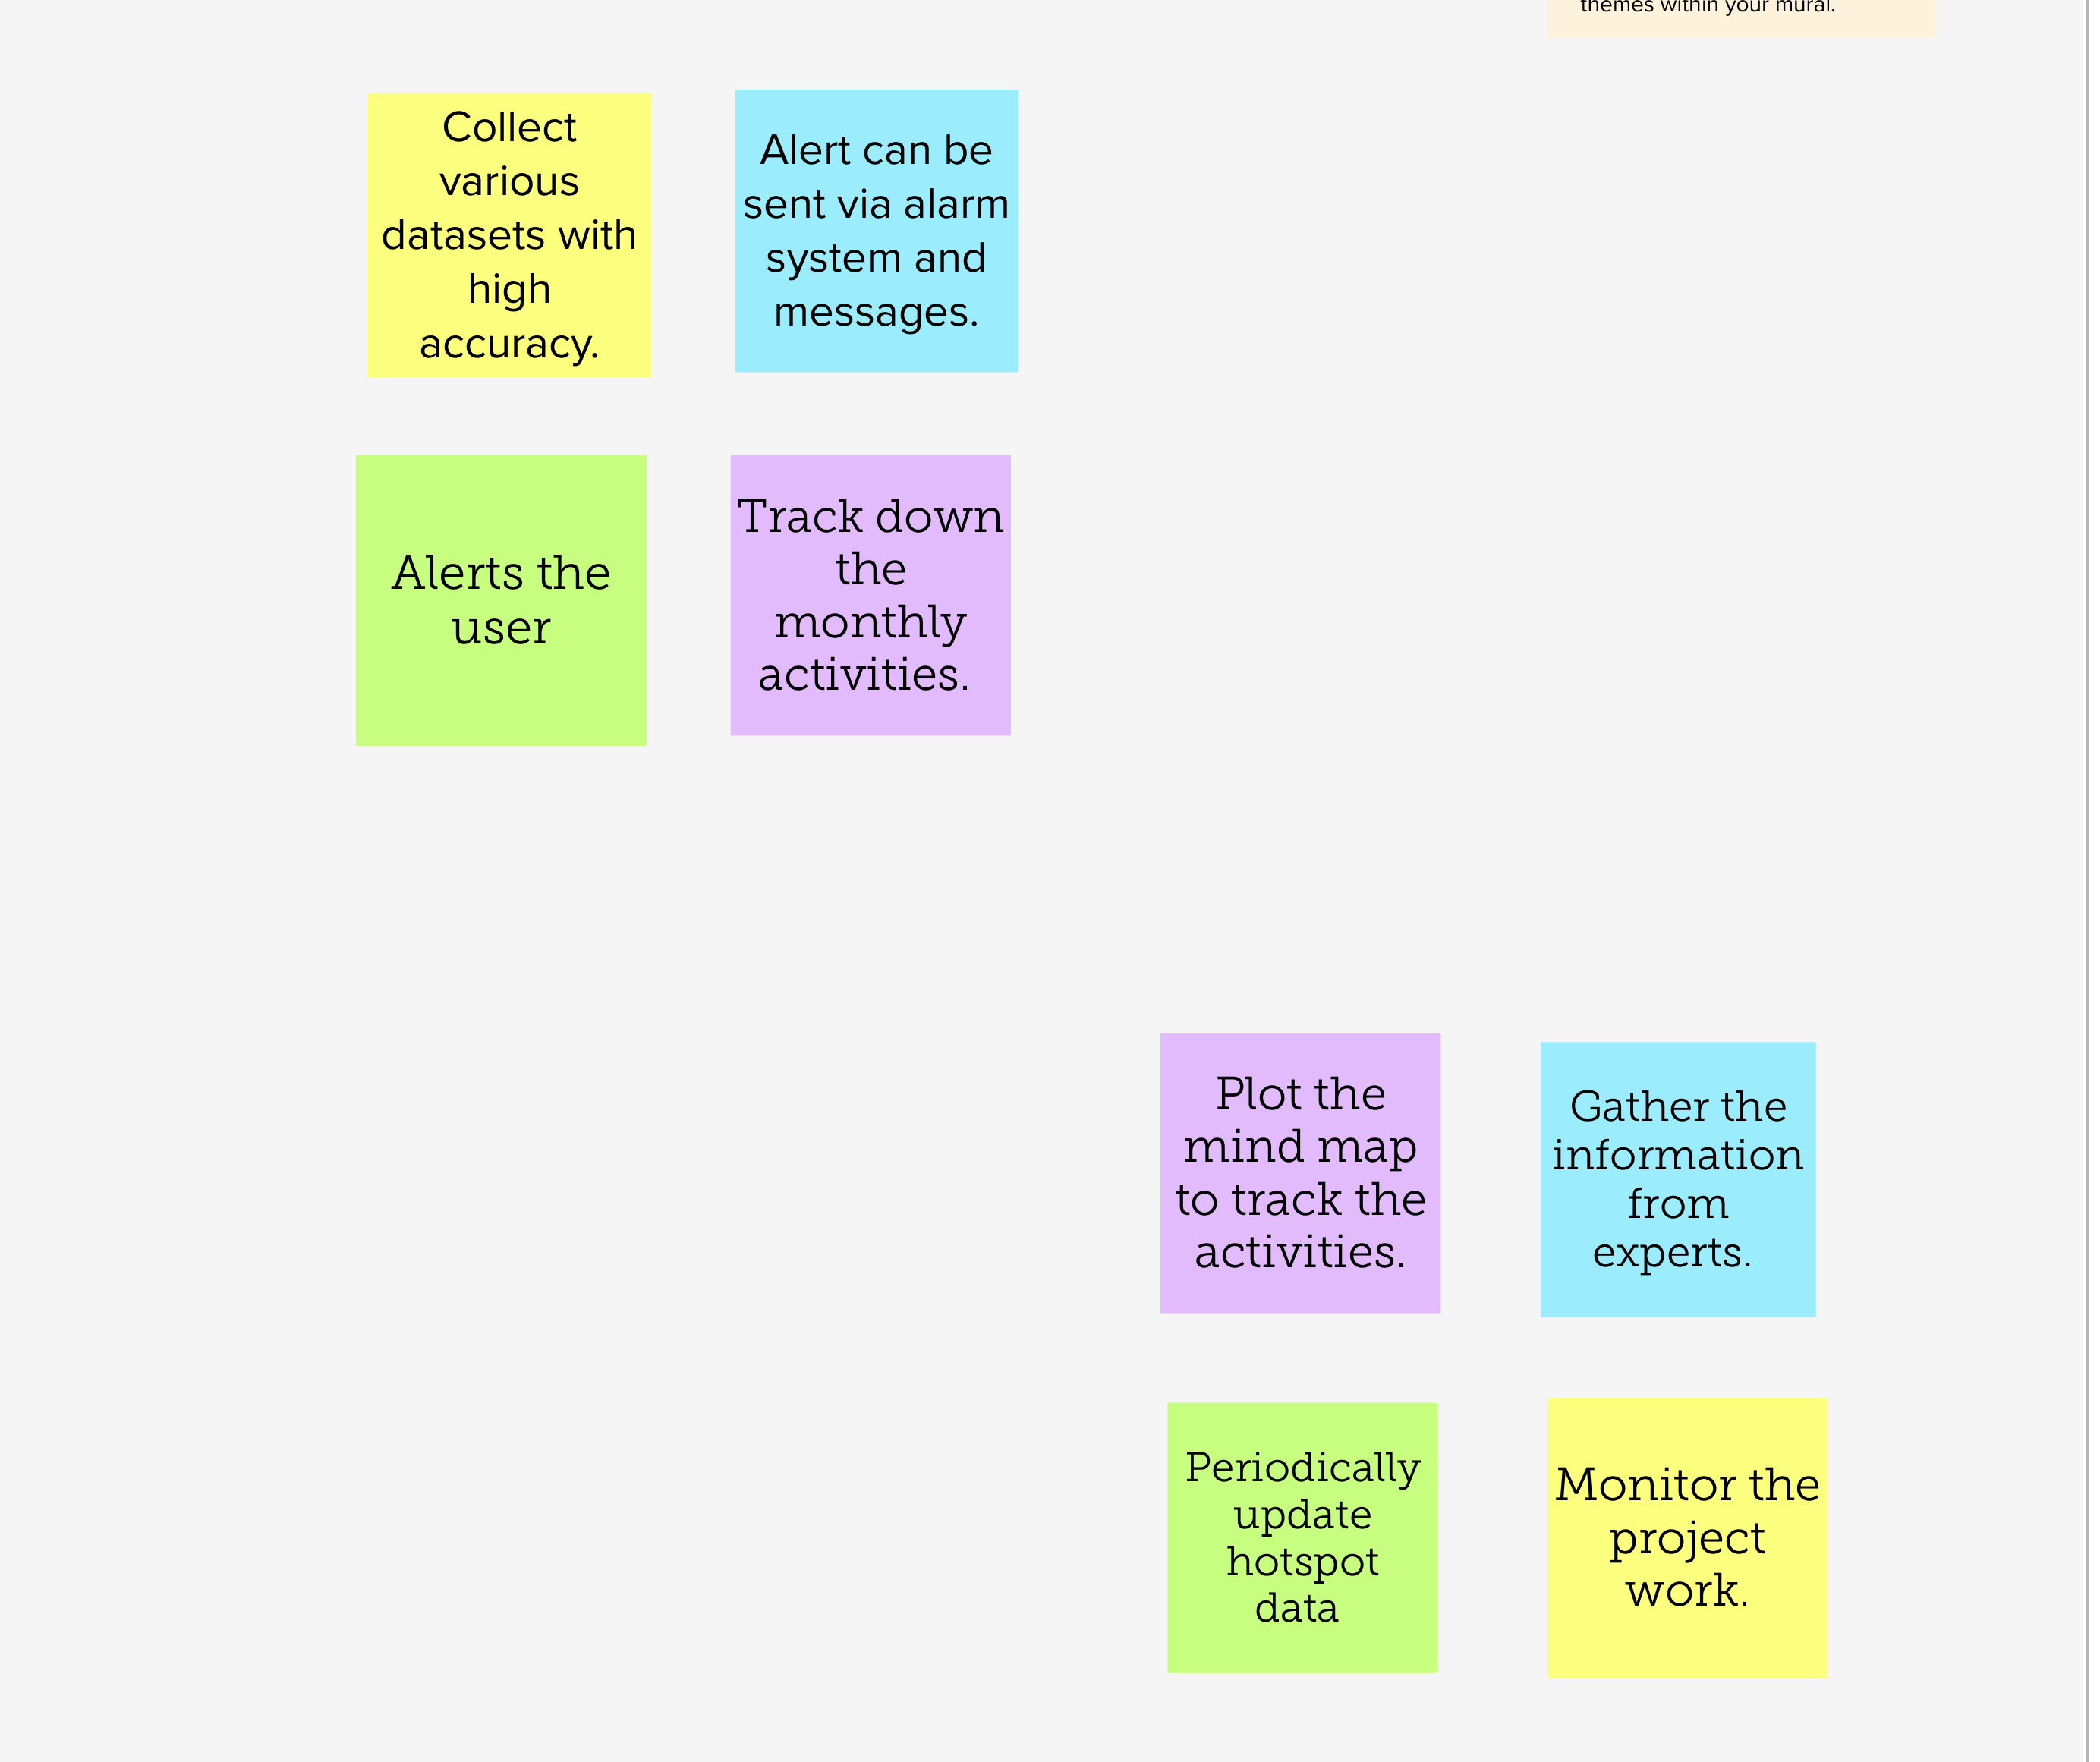 themes within your mural.
Collect
various
datasets with
high
accuracy.
Alert can be
sent via alarm
system and
messages.
Alerts the
user
Track down
the
monthly
activities.
Plot the
mind map
to track the
activities.
Gather the
information
from
experts.
Periodically
update
hotspot
data
Monitor the
project
work.